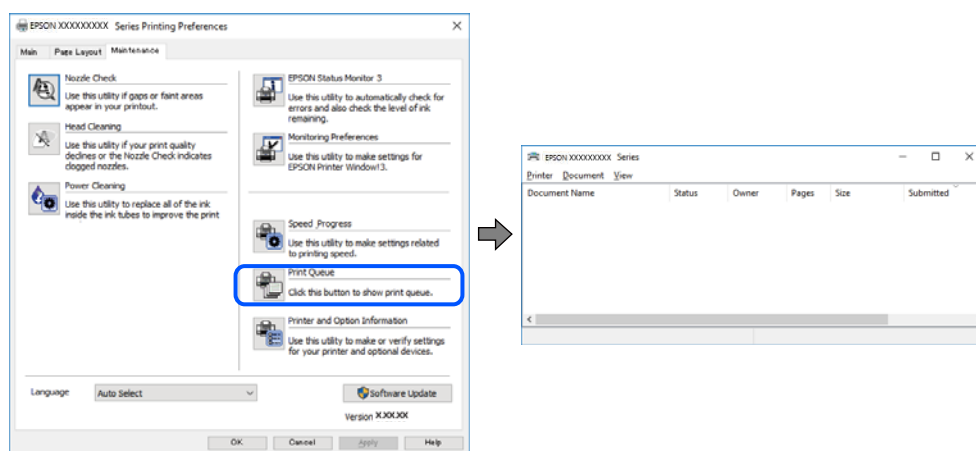 EPSON XXXXXXXXX Series Printing Preferences
Main Page Layout Maintenance
Nozzle Check
Use this utility if gaps or faint areas
appear in your printout.
Head Cleaning
Use this utility if your print quality
declines or the Nozzle Check indicates
clogged nozzles.
Power Cleaning
Use this utility to replace all of the ink
inside the ink tubes to improve the print
EPSON Status Monitor 3
Use this utility to automatically check for
errors and also check the level of ink
remaining.
Monitoring Preferences
Use this utility to make settings for
EPSON Printer Window!3.
Speed_Progress
Use this utility to make settings related
to printing speed.
Print Queue
Click this button to show print queue.
Printer and Option Information
Use this utility to make or verify settings
for your printer and optional devices.
Language Auto Select
Software Update
Version X.XX.XX
OK Cancel Apply Help
EPSON XXXXXXXXX Series
Printer Document View
Document Name Status Owner Pages Size Submitted